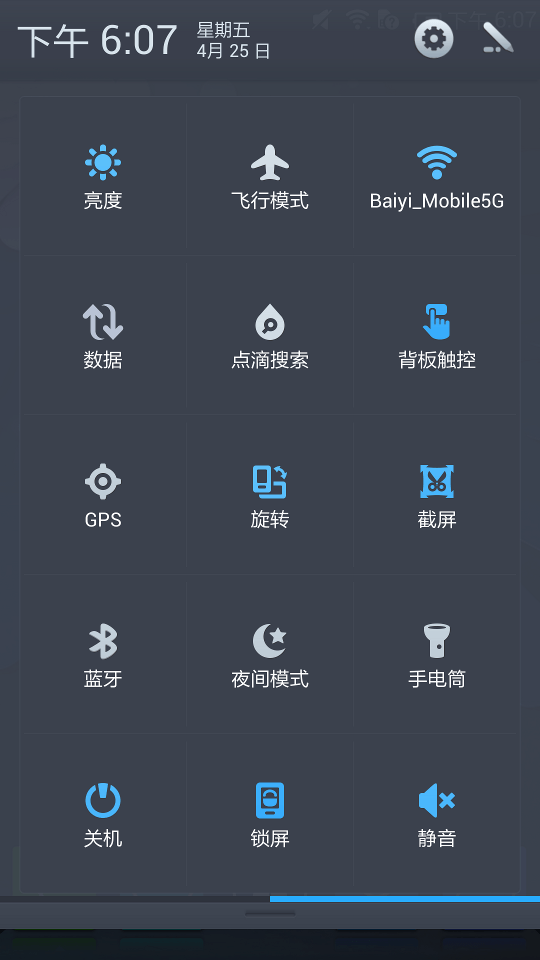 下午 6:07
星期五
4月 25 日
亮度
飞行模式
Baiyi_Mobile5G
数据
点滴搜索
背板触控
GPS
旋转
截屏
蓝牙
夜间模式
手电筒
关机
锁屏
静音